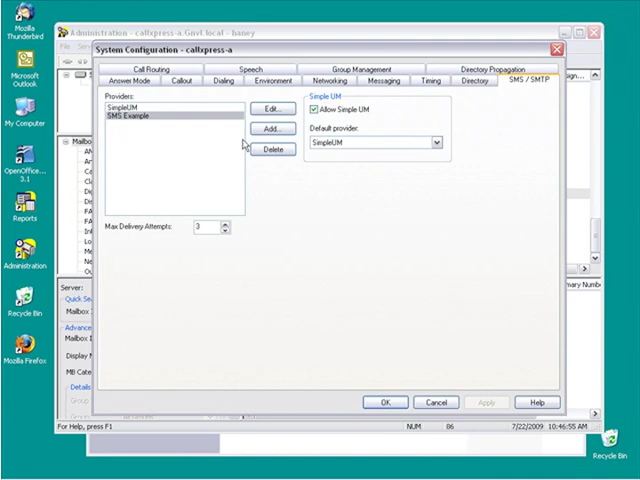 Mozilla
Thunderbird
Microsoft
Outlook
My Computer
OpenOffice...
3.1
Reports
Administration
Recycle Bin
Mozilla Firefox
Administration - callxpress-a.Gnvl.local - haney
System Configuration - callxpress-a
Call Routing
Speech
Group Management
Directory Propagation
Answer Mode
Callout
Dialing
Environment
Networking
Messaging
Timing
Directory
SMS / SMTP
Providers:
SimpleUM
SMS Example
Edit...
Add...
Delete
Simple UM
Allow Simple UM
Default provider:
SimpleUM
Max Delivery Attempts:
3
OK
Cancel
Apply
Help
Mailbo
Server:
Quick Se
Mailbox
Advance
Mailbox I
Display N
MB Cate
Details
Group
For Help, press F1
NUM
86
7/22/2009
10:46:55 AM
Recycle Bin